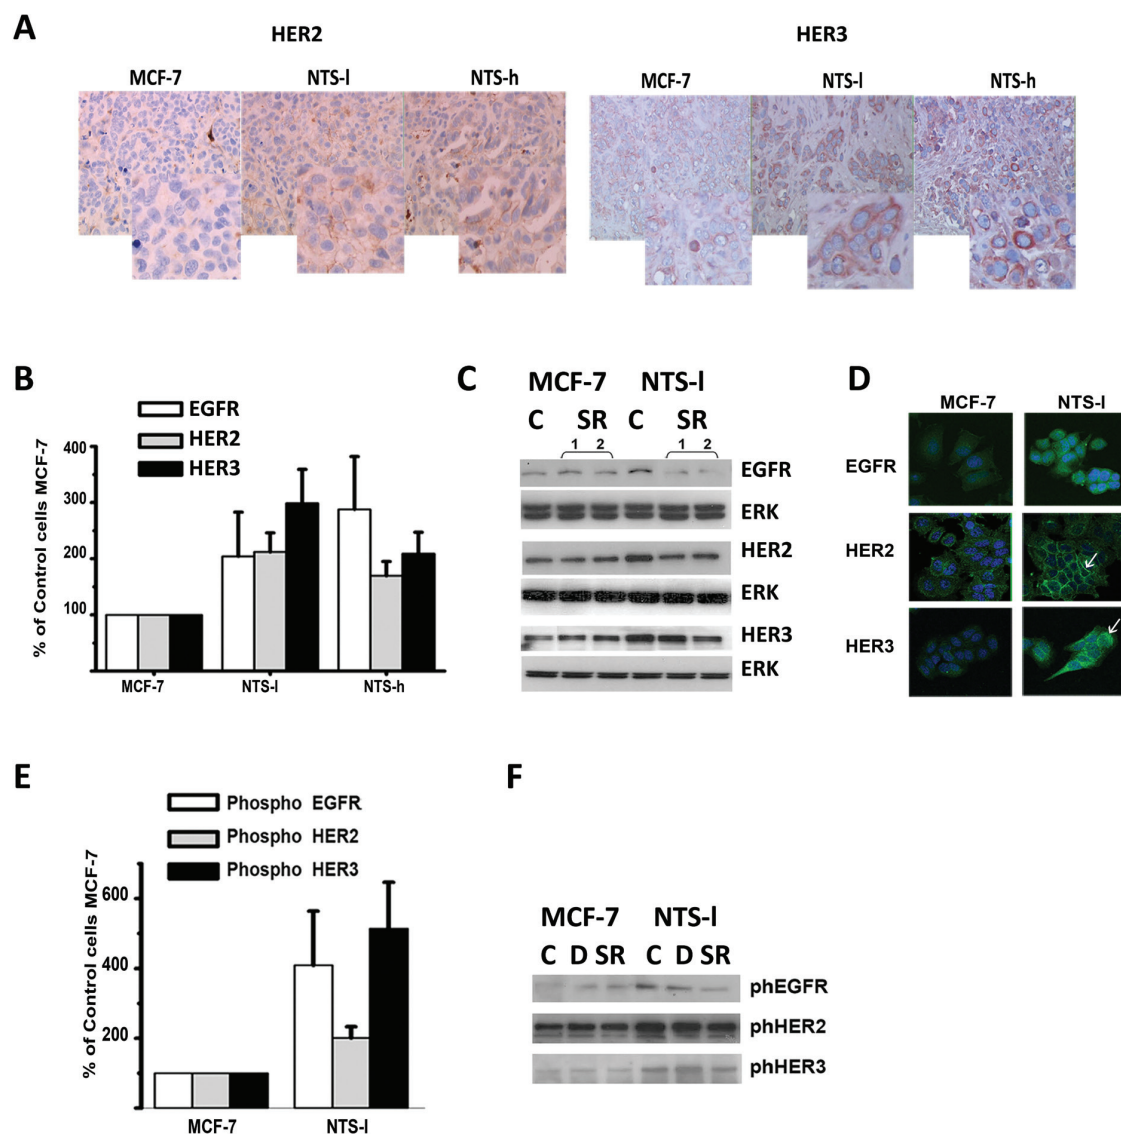 A
HER2
HER3
MCF-7 NTS-l NTS-h
MCF-7 NTS-l NTS-h
B
EGFR
HER2
HER3
% of Control cells MCF-7
400
300
200
100
MCF-7 NTS-l NTS-h
C
MCF-7 NTS-l
C SR C SR
1 2 1 2
EGFR
ERK
HER2
ERK
HER3
ERK
D
MCF-7 NTS-l
EGFR
HER2
HER3
E
Phospho EGFR
Phospho HER2
Phospho HER3
% of Control cells MCF-7
600
400
200
MCF-7 NTS-l
F
MCF-7 NTS-l
C D SR C D SR
phEGFR
phHER2
phHER3